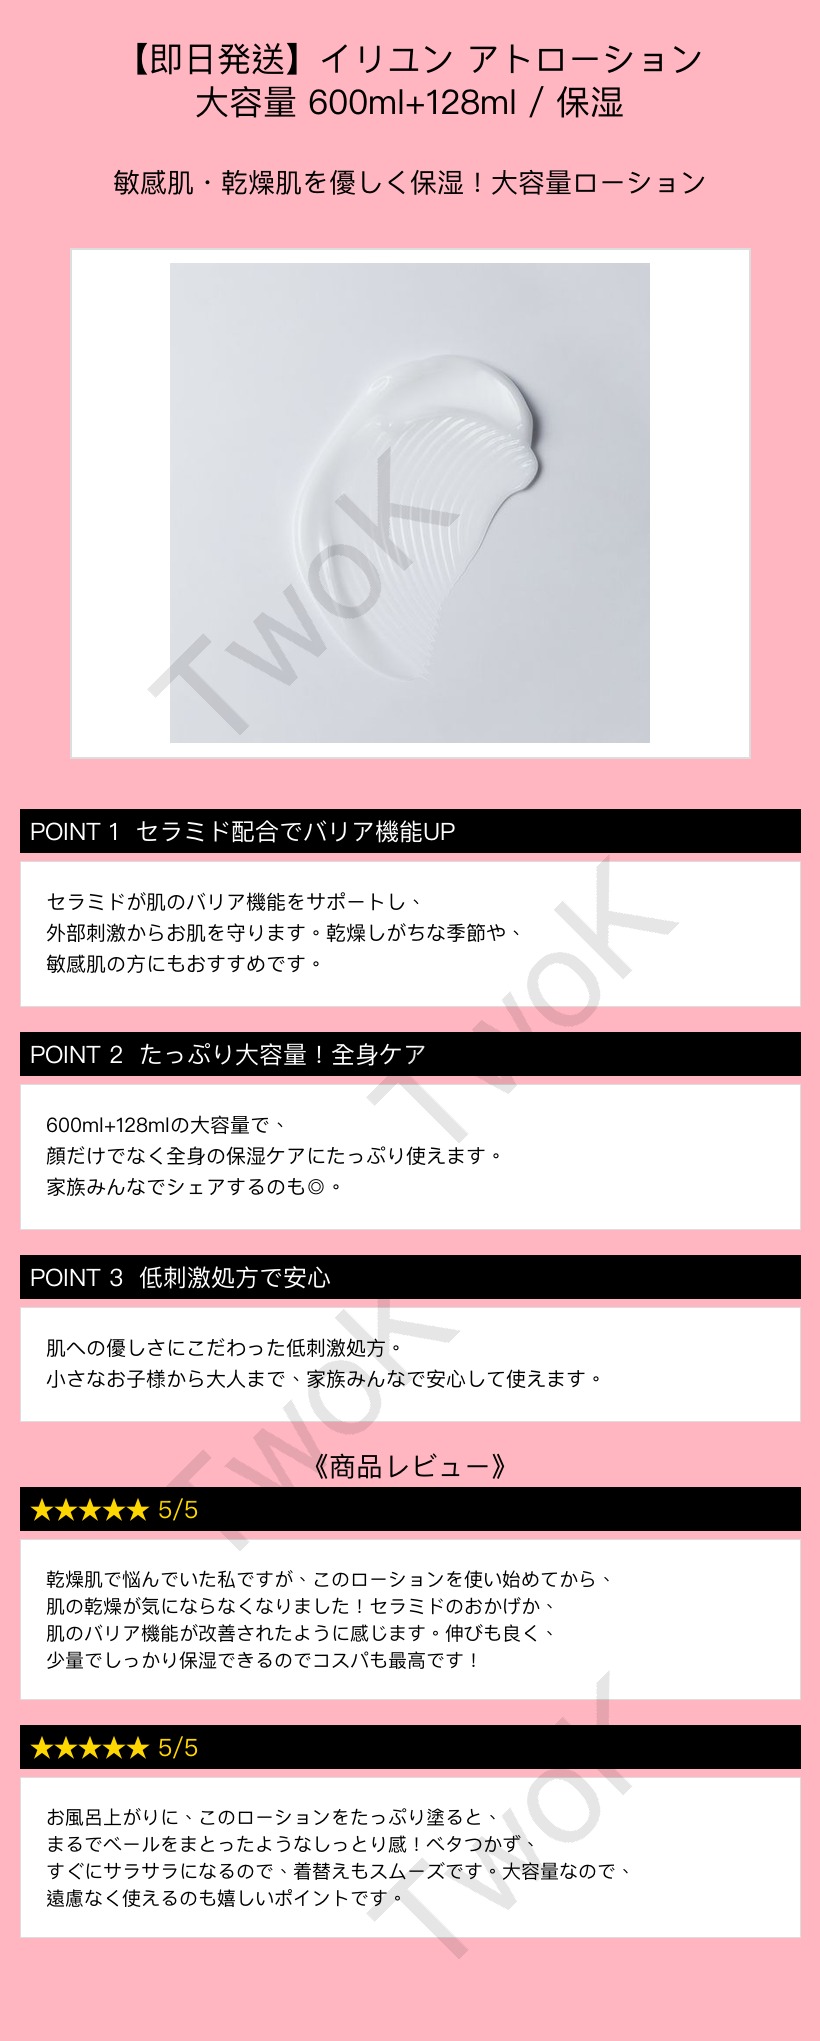 【即日発送】イリユン アトローション
大容量 600ml+128ml / 保湿
敏感肌・乾燥肌を優しく保湿！大容量ローション
TwoK
POINT 1 セラミド配合でバリア機能UP
セラミドが肌のバリア機能をサポートし、
外部刺激からお肌を守ります。乾燥しがちな季節や、
敏感肌の方にもおすすめです。
TwoK
POINT 2 たっぷり大容量！全身ケア
600ml+128mlの大容量で、
顔だけでなく全身の保湿ケアにたっぷり使えます。
家族みんなでシェアするのも◎。
POINT 3 低刺激処方で安心
肌への優しさにこだわった低刺激処方。
小さなお子様から大人まで、家族みんなで安心して使えます。
TwoK
《商品レビュー》
★★★★★ 5/5
乾燥肌で悩んでいた私ですが、このローションを使い始めてから、
肌の乾燥が気にならなくなりました！セラミドのおかげか、
肌のバリア機能が改善されたように感じます。伸びも良く、
少量でしっかり保湿できるのでコスパも最高です！
★★★★★ 5/5
お風呂上がりに、このローションをたっぷり塗ると、
まるでベールをまとったようなしっとり感！ベタつかず、
すぐにサラサラになるので、着替えもスムーズです。大容量なので、
遠慮なく使えるのも嬉しいポイントです。
TwoK